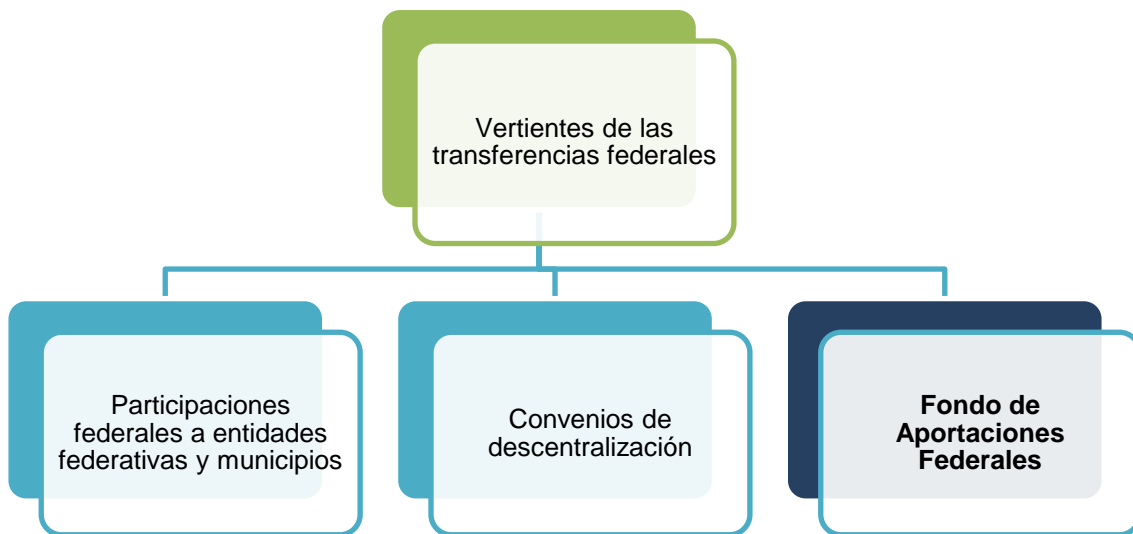 Vertientes de las
transferencias federales
Participaciones
federales a entidades
federativas y municipios
Convenios de
descentralización
Fondo de
Aportaciones
Federales